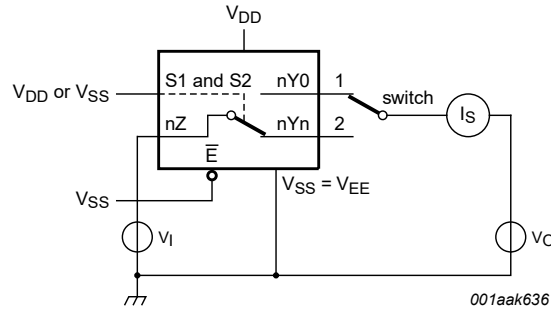 VDD
S1 and S2
nY0
1
VDD or VSS
switch
IS
nZ
nYn
2
E
VSS = VEE
VSS
VI
VO
001aak636